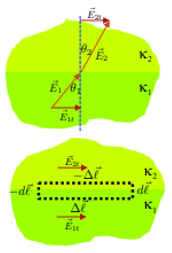 E⃗₂ₜ
θ₂ E⃗₂
κ₂
E⃗₁ θ₁ κ₁
E⃗₁ₜ
E⃗₂ₜ κ₂
−Δℓ⃗
−dℓ⃗ dℓ⃗
Δℓ⃗ κ₁
E⃗₁ₜ